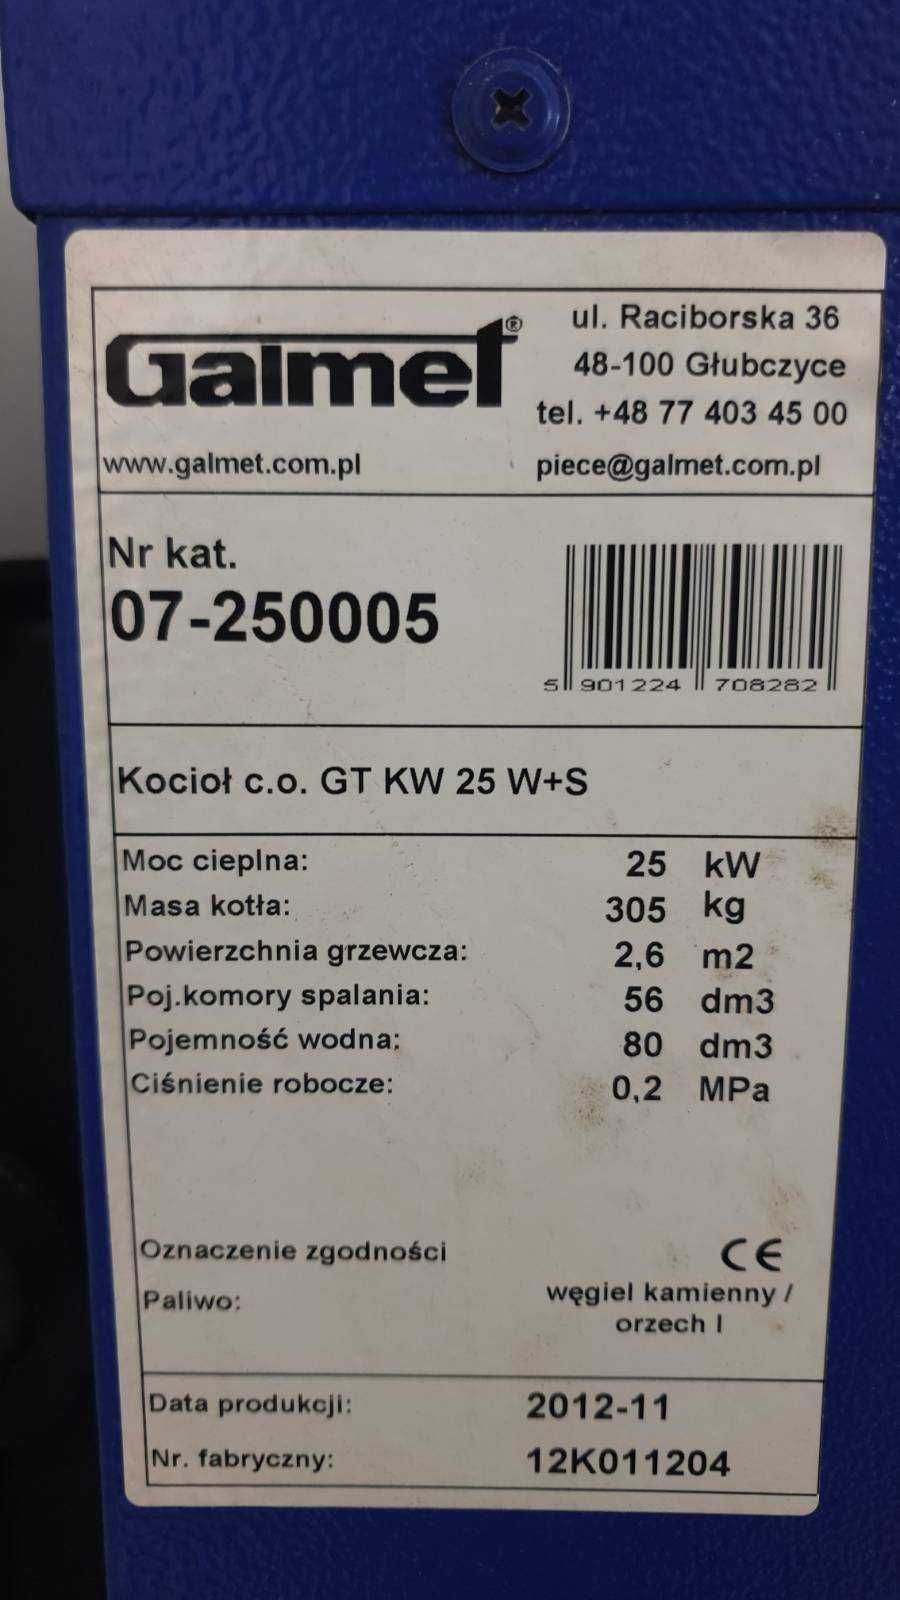 Galmet®
ul. Raciborska 36
48-100 Głubczyce
tel. +48 77 403 45 00
www.galmet.com.pl
piece@galmet.com.pl
Nr kat.
07-250005
5 901224 708282
Kocioł c.o. GT KW 25 W+S
Moc cieplna: 25 kW
Masa kotła: 305 kg
Powierzchnia grzewcza: 2,6 m2
Poj.komory spalania: 56 dm3
Pojemność wodna: 80 dm3
Ciśnienie robocze: 0,2 MPa
Oznaczenie zgodności CE
Paliwo: węgiel kamienny /
orzech I
Data produkcji: 2012-11
Nr. fabryczny: 12K011204